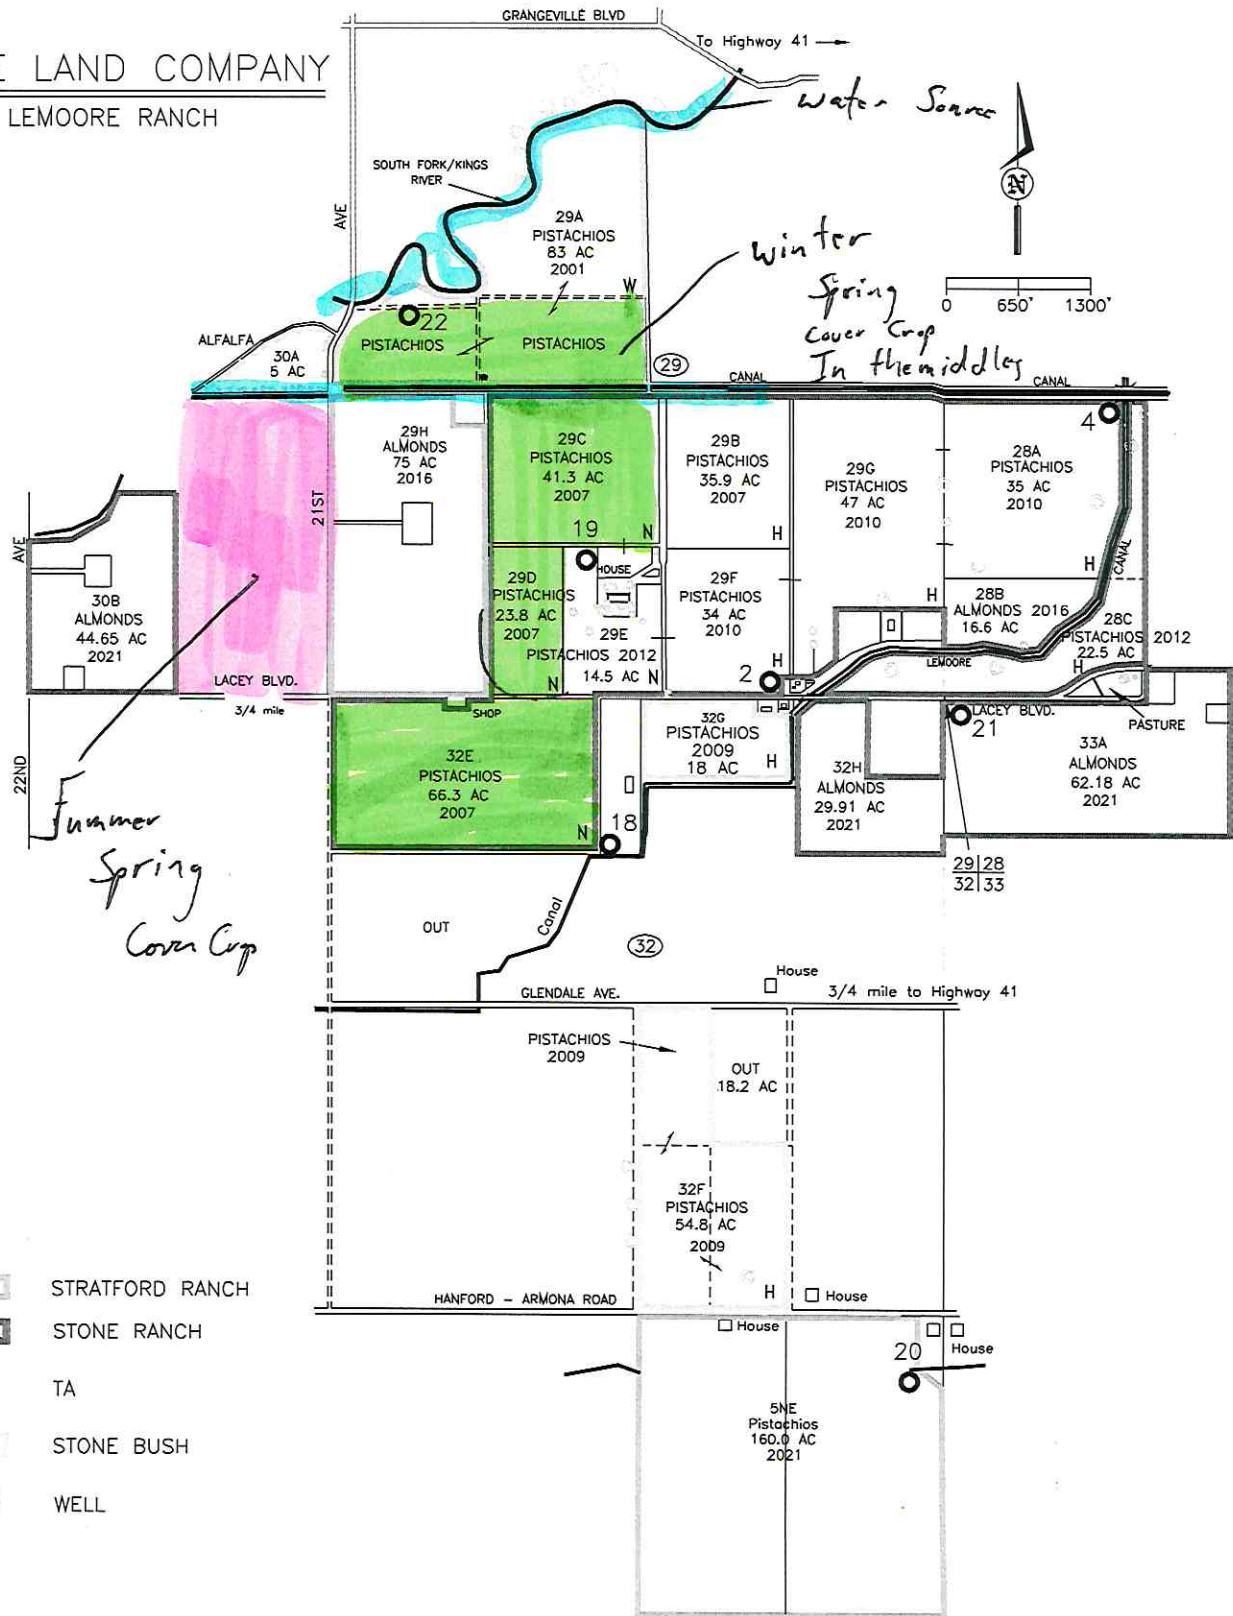 GRANGEVILLE BLVD
To Highway 41
E LAND COMPANY
LEMOORE RANCH
Water Source
SOUTH FORK/KINGS
RIVER
AVE
N
29A
PISTACHIOS
83 AC
2001
Winter
Spring
Cover Crop
In the middles
0 650' 1300'
W
22
ALFALFA
30A
5 AC
PISTACHIOS
PISTACHIOS
29
CANAL
CANAL
4
29H
ALMONDS
75 AC
2016
29C
PISTACHIOS
41.3 AC
2007
N
29B
PISTACHIOS
35.9 AC
2007
H
29G
PISTACHIOS
47 AC
2010
H
28A
PISTACHIOS
35 AC
2010
H
CANAL
21ST
19
HOUSE
AVE
30B
ALMONDS
44.65 AC
2021
29D
PISTACHIOS
23.8 AC
2007
N
29E
PISTACHIOS 2012
14.5 AC
N
29F
PISTACHIOS
34 AC
2010
H
2
28B
ALMONDS 2016
16.6 AC
28C
PISTACHIOS 2012
22.5 AC
H
LEMOORE
LACEY BLVD.
3/4 mile
SHOP
LACEY BLVD.
PASTURE
21
22ND
32E
PISTACHIOS
66.3 AC
2007
N
32G
PISTACHIOS
2009
18 AC
H
32H
ALMONDS
29.91 AC
2021
33A
ALMONDS
62.18 AC
2021
18
29|28
32|33
Summer
Spring
Cover Crop
OUT
Canal
32
House
GLENDALE AVE.
3/4 mile to Highway 41
PISTACHIOS
2009
OUT
18.2 AC
32F
PISTACHIOS
54.8 AC
2009
H
House
HANFORD - ARMONA ROAD
House
House
20
5NE
Pistachios
160.0 AC
2021
STRATFORD RANCH
STONE RANCH
TA
STONE BUSH
WELL